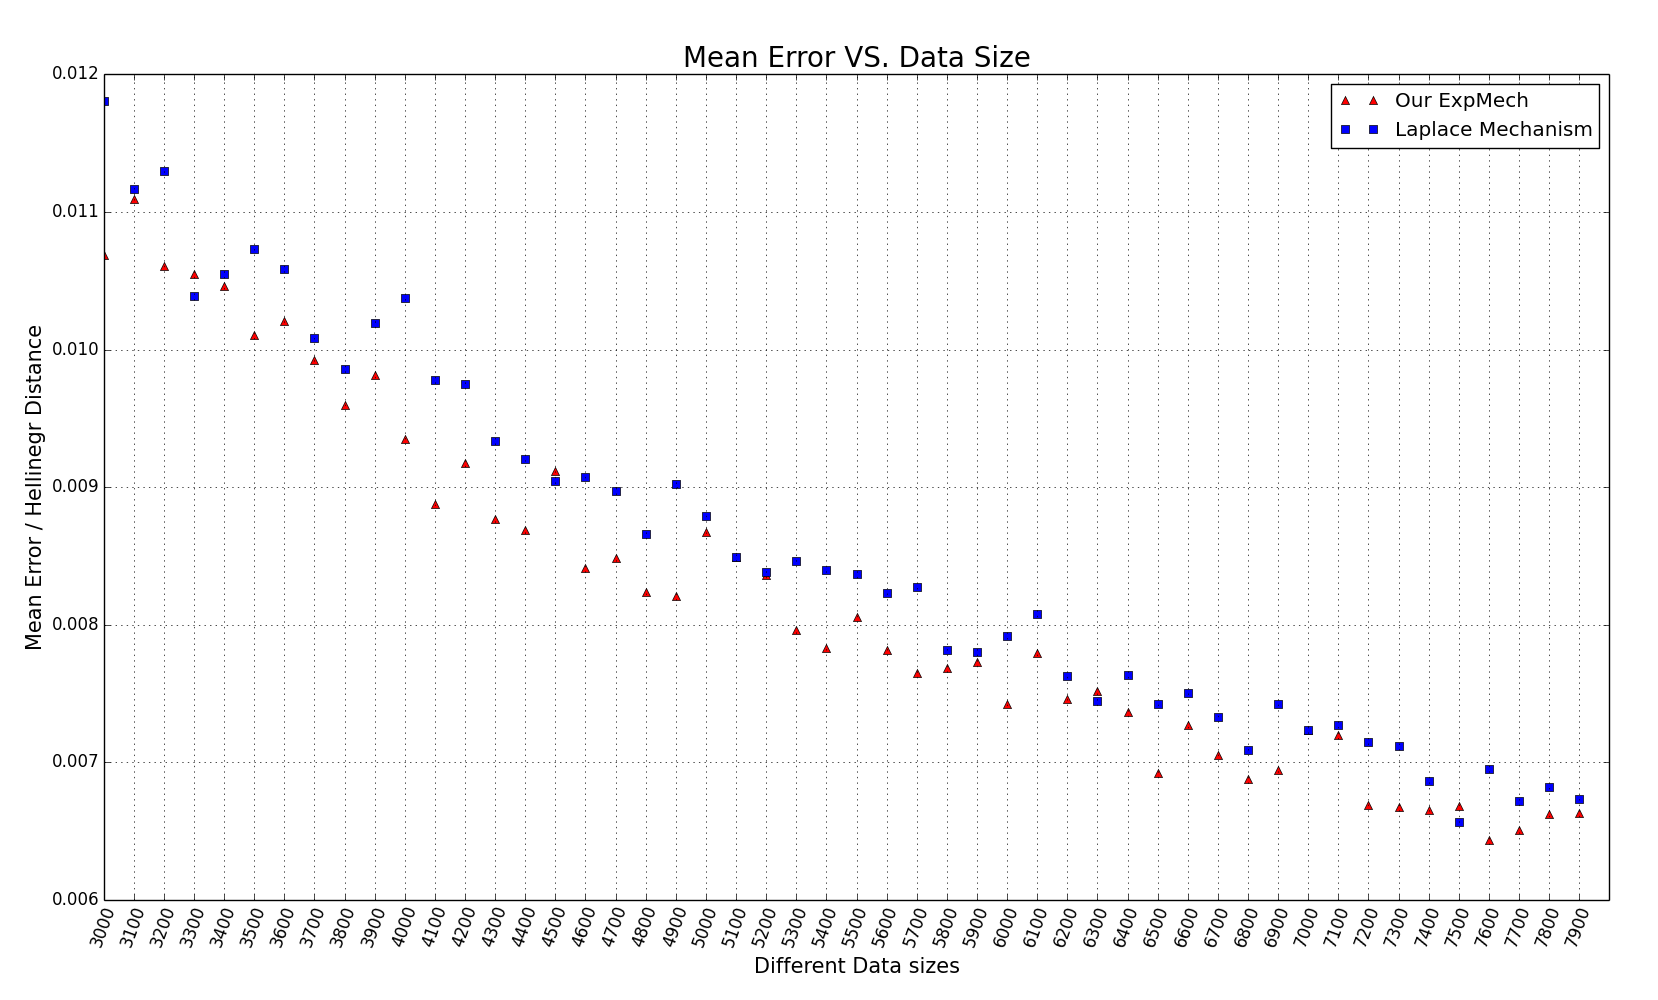 Mean Error VS. Data Size
Our ExpMech
Laplace Mechanism
Mean Error / Hellinegr Distance
0.012
0.011
0.010
0.009
0.008
0.007
0.006
3000 3100 3200 3300 3400 3500 3600 3700 3800 3900 4000 4100 4200 4300 4400 4500 4600 4700 4800 4900 5000 5100 5200 5300 5400 5500 5600 5700 5800 5900 6000 6100 6200 6300 6400 6500 6600 6700 6800 6900 7000 7100 7200 7300 7400 7500 7600 7700 7800 7900
Different Data sizes